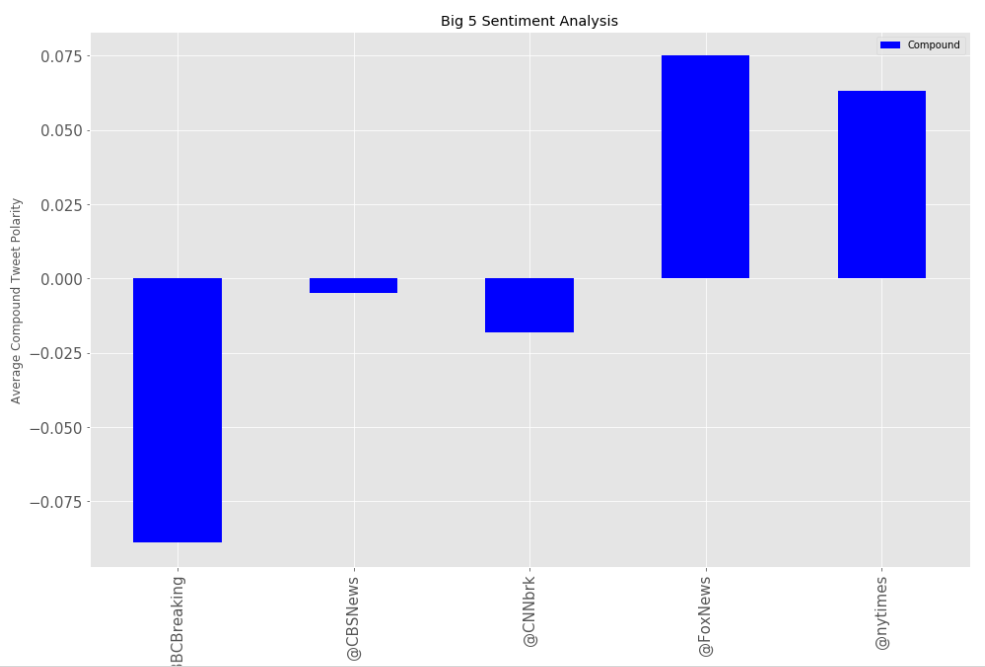 Big 5 Sentiment Analysis
Compound
Average Compound Tweet Polarity
0.075
0.050
0.025
0.000
−0.025
−0.050
−0.075
BBCBreaking
@CBSNews
@CNNbrk
@FoxNews
@nytimes